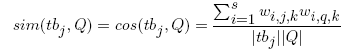 sim(tb_j, Q) = cos(tb_j, Q) = \frac{\sum_{i=1}^{s} w_{i,j,k} w_{i,q,k}}{|tb_j||Q|}